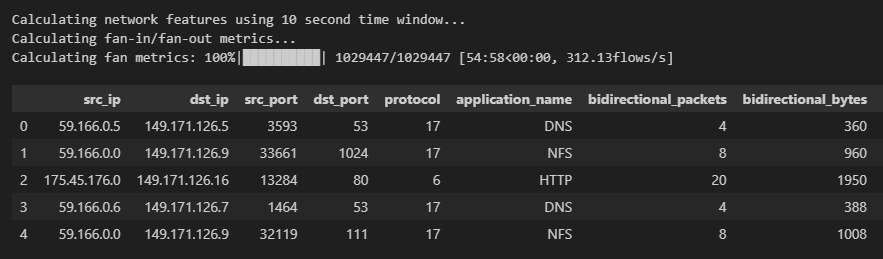 Calculating network features using 10 second time window...
Calculating fan-in/fan-out metrics...
Calculating fan metrics: 100%|██████████| 1029447/1029447 [54:58<00:00, 312.13flows/s]
src_ip dst_ip src_port dst_port protocol application_name bidirectional_packets bidirectional_bytes
0 59.166.0.5 149.171.126.5 3593 53 17 DNS 4 360
1 59.166.0.0 149.171.126.9 33661 1024 17 NFS 8 960
2 175.45.176.0 149.171.126.16 13284 80 6 HTTP 20 1950
3 59.166.0.6 149.171.126.7 1464 53 17 DNS 4 388
4 59.166.0.0 149.171.126.9 32119 111 17 NFS 8 1008